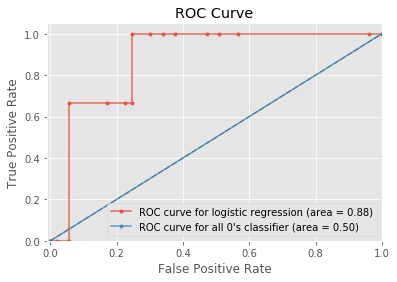 ROC Curve
1.0
0.8
0.6
0.4
0.2
0.0
True Positive Rate
ROC curve for logistic regression (area = 0.88)
ROC curve for all 0's classifier (area = 0.50)
0.0 0.2 0.4 0.6 0.8 1.0
False Positive Rate